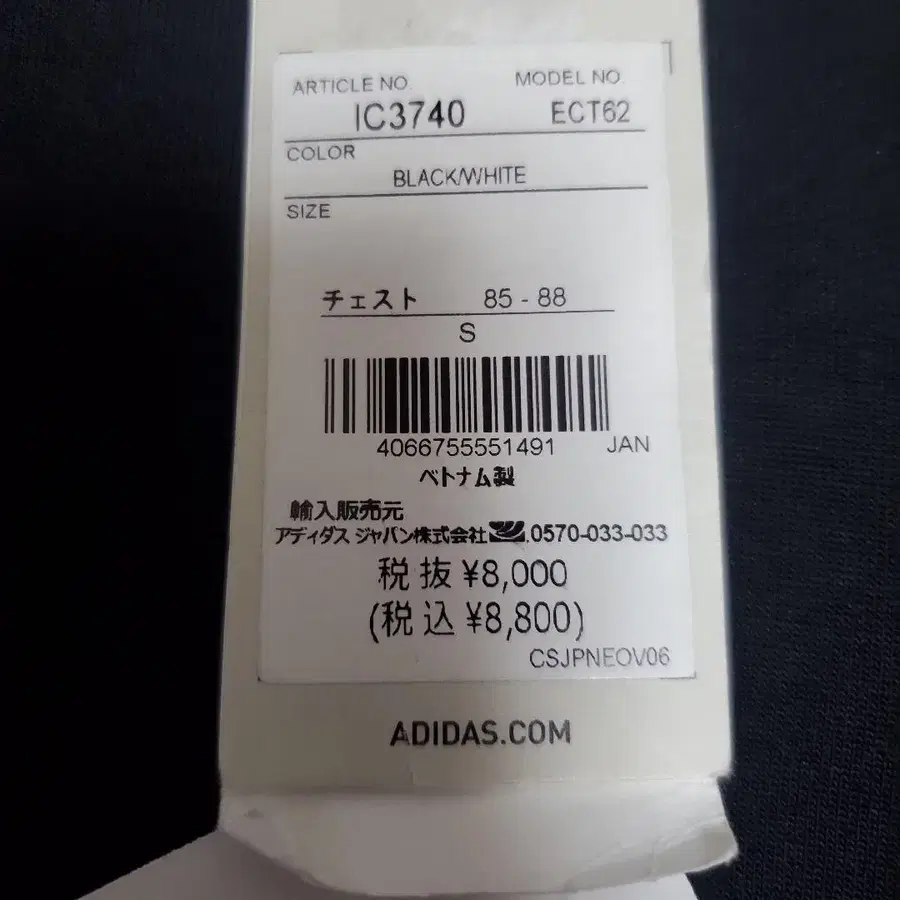 ARTICLE NO. MODEL NO.
IC3740 ECT62
COLOR
BLACK/WHITE
SIZE
チェスト 85 - 88
S
4066755551491 JAN
ベトナム製
輸入販売元
アディダス ジャパン株式会社 0570-033-033
税 抜 ¥8,000
(税 込 ¥8,800)
CSJPNEOV06
ADIDAS.COM